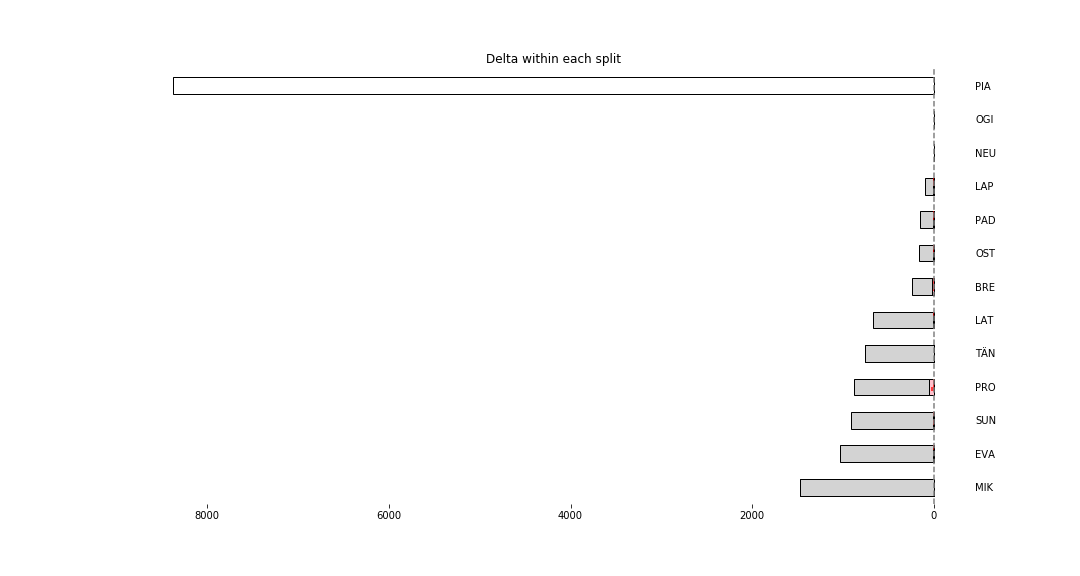 Delta within each split
PIA
OGI
NEU
LAP
PAD
OST
BRE
LAT
TÄN
PRO
SUN
EVA
MIK
8000 6000 4000 2000 0